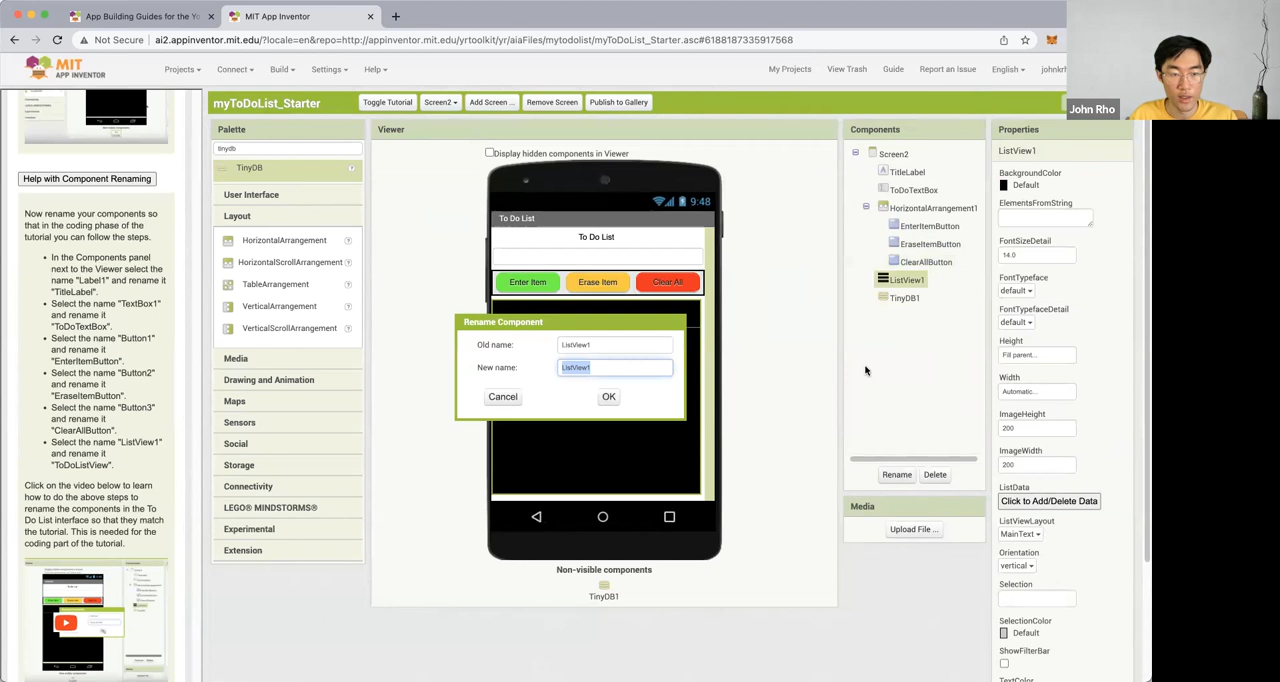 App Building Guides for the Yo
MIT App Inventor
Not Secure
ai2.appinventor.mit.edu/?locale=en&repo=http://appinventor.mit.edu/yrtoolkit/yr/aiaFiles/mytodolist/myToDoList_Starter.asc#6188187335917568
John Rho
MIT
APP INVENTOR
Projects
Connect
Build
Settings
Help
My Projects
View Trash
Guide
Report an Issue
English
johnkrh
myToDoList_Starter
Toggle Tutorial
Screen2
Add Screen ...
Remove Screen
Publish to Gallery
Help with Component Renaming
Now rename your components so
that in the coding phase of the
tutorial you can follow the steps.
In the Components panel
next to the Viewer select the
name "Label1" and rename it
"TitleLabel".
Select the name "TextBox1"
and rename it
"ToDoTextBox".
Select the name "Button1"
and rename it
"EnterItemButton".
Select the name "Button2"
and rename it
"EraseItemButton".
Select the name "Button3"
and rename it
"ClearAllButton".
Select the name "ListView1"
and rename it
"ToDoListView".
Click on the video below to learn
how to do the above steps to
rename the components in the To
Do List interface so that they match
the tutorial. This is needed for the
coding part of the tutorial.
Palette
tinydb
TinyDB
User Interface
Layout
HorizontalArrangement
HorizontalScrollArrangement
TableArrangement
VerticalArrangement
VerticalScrollArrangement
Media
Drawing and Animation
Maps
Sensors
Social
Storage
Connectivity
LEGO® MINDSTORMS®
Experimental
Extension
Viewer
Display hidden components in Viewer
9:48
To Do List
To Do List
Enter Item
Erase Item
Clear All
Rename Component
Old name:
ListView1
New name:
ListView1
Cancel
OK
Non-visible components
TinyDB1
Components
Screen2
TitleLabel
ToDoTextBox
HorizontalArrangement1
EnterItemButton
EraseItemButton
ClearAllButton
ListView1
TinyDB1
Rename
Delete
Media
Upload File ...
Properties
ListView1
BackgroundColor
Default
ElementsFromString
FontSizeDetail
14.0
FontTypeface
default
FontTypefaceDetail
default
Height
Fill parent...
Width
Automatic...
ImageHeight
200
ImageWidth
200
ListData
Click to Add/Delete Data
ListViewLayout
MainText
Orientation
vertical
Selection
SelectionColor
Default
ShowFilterBar
TextColor